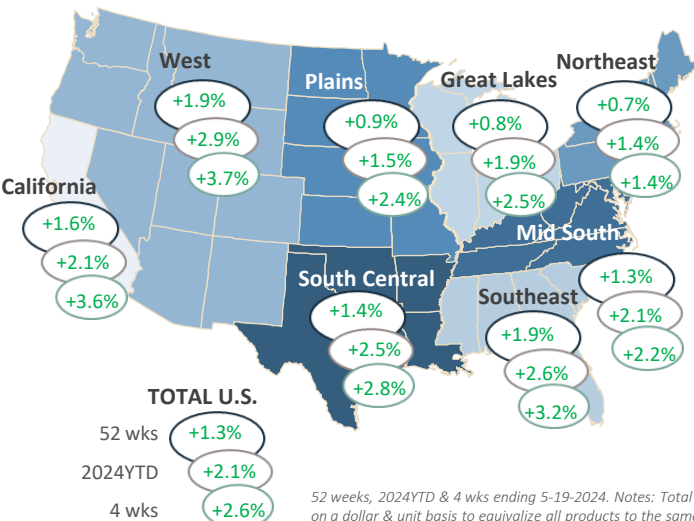 West
+1.9%
+2.9%
+3.7%
Plains
+0.9%
+1.5%
+2.4%
Great Lakes
+0.8%
+1.9%
+2.5%
Northeast
+0.7%
+1.4%
+1.4%
California
+1.6%
+2.1%
+3.6%
South Central
+1.4%
+2.5%
+2.8%
Southeast
+1.9%
+2.6%
+3.2%
Mid South
+1.3%
+2.1%
+2.2%
TOTAL U.S.
52 wks +1.3%
2024YTD +2.1%
4 wks +2.6%
52 weeks, 2024YTD & 4 wks ending 5-19-2024. Notes: Total
on a dollar & unit basis to equivalize all products to the same